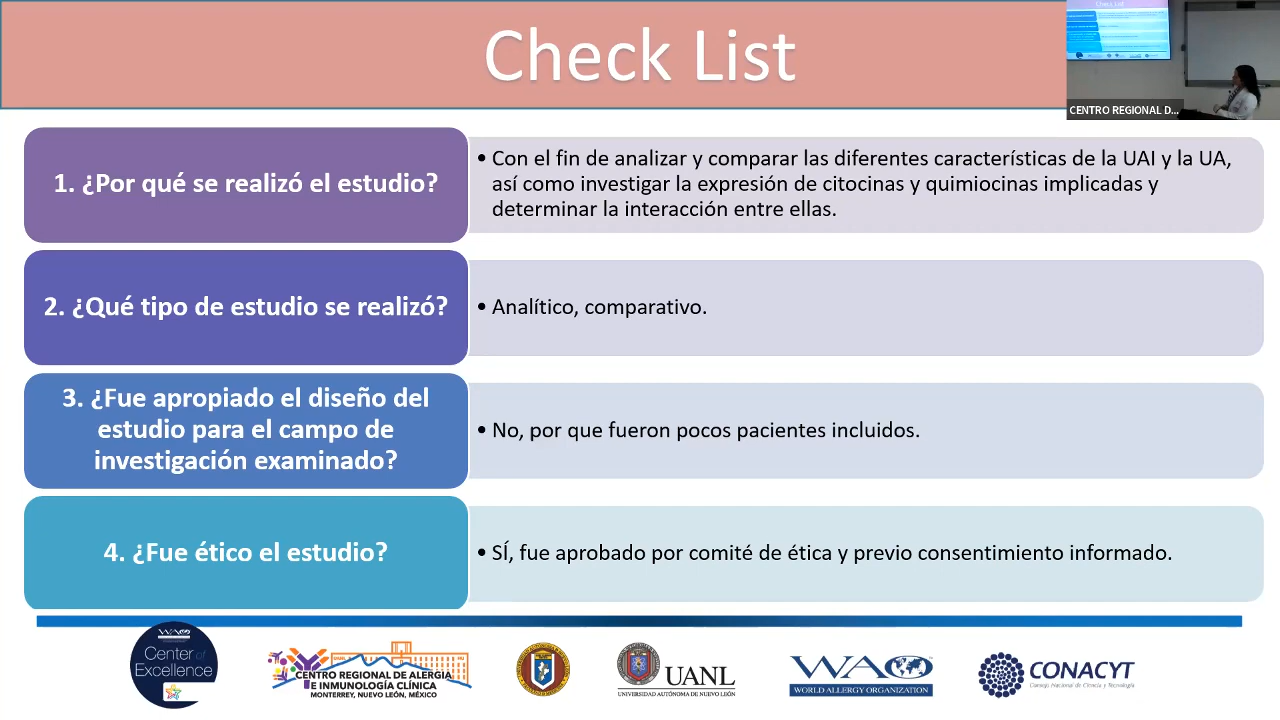 Check List
CENTRO REGIONAL D...
1. ¿Por qué se realizó el estudio?
• Con el fin de analizar y comparar las diferentes características de la UAI y la UA,
así como investigar la expresión de citocinas y quimiocinas implicadas y
determinar la interacción entre ellas.
2. ¿Qué tipo de estudio se realizó?
• Analítico, comparativo.
3. ¿Fue apropiado el diseño del
estudio para el campo de
investigación examinado?
• No, por que fueron pocos pacientes incluidos.
4. ¿Fue ético el estudio?
• SÍ, fue aprobado por comité de ética y previo consentimiento informado.
WAO
Center of
Excellence
CENTRO REGIONAL DE ALERGIA
E INMUNOLOGÍA CLÍNICA
MONTERREY, NUEVO LEÓN, MÉXICO
UANL
UNIVERSIDAD AUTÓNOMA DE NUEVO LEÓN
WAO
WORLD ALLERGY ORGANIZATION
CONACYT
Consejo Nacional de Ciencia y Tecnología